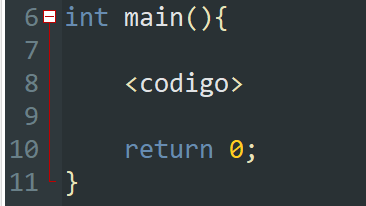 6 int main(){
7
8 <codigo>
9
10 return 0;
11 }